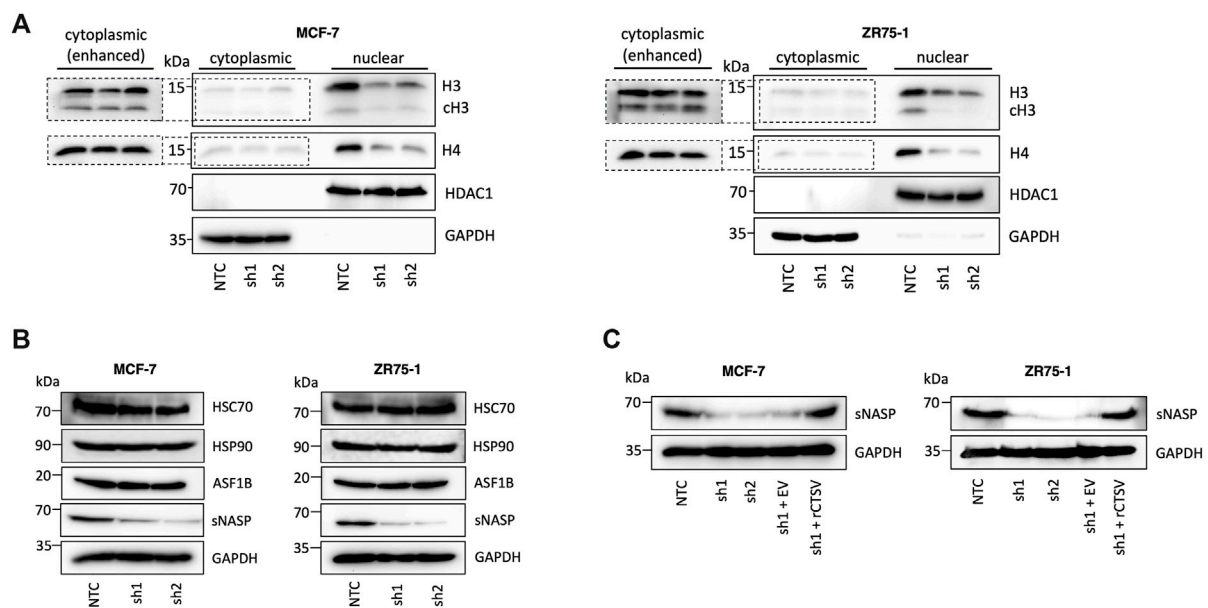 A
MCF-7
cytoplasmic
(enhanced)
kDa
cytoplasmic
nuclear
15
H3
cH3
15
H4
70
HDAC1
35
GAPDH
NTC
sh1
sh2
NTC
sh1
sh2
ZR75-1
cytoplasmic
(enhanced)
kDa
cytoplasmic
nuclear
15
H3
cH3
15
H4
70
HDAC1
35
GAPDH
NTC
sh1
sh2
NTC
sh1
sh2
B
MCF-7
kDa
70
HSC70
90
HSP90
20
ASF1B
70
sNASP
35
GAPDH
NTC
sh1
sh2
ZR75-1
kDa
70
HSC70
90
HSP90
20
ASF1B
70
sNASP
35
GAPDH
NTC
sh1
sh2
C
MCF-7
kDa
70
sNASP
35
GAPDH
NTC
sh1
sh2
sh1 + EV
sh1 + rCTSV
ZR75-1
kDa
70
sNASP
35
GAPDH
NTC
sh1
sh2
sh1 + EV
sh1 + rCTSV